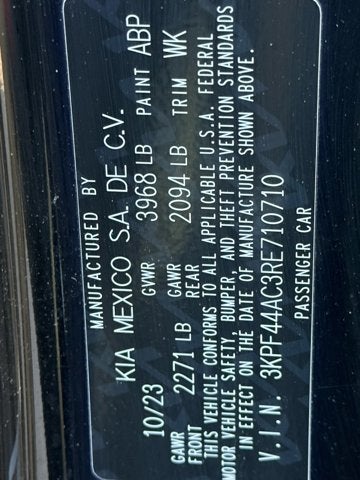 MANUFACTURED BY
KIA MEXICO S.A. DE C.V.
10/23 GVWR 3968 LB PAINT ABP
GAWR FRONT 2271 LB GAWR REAR 2094 LB TRIM WK
THIS VEHICLE CONFORMS TO ALL APPLICABLE U.S.A. FEDERAL
MOTOR VEHICLE SAFETY, BUMPER, AND THEFT PREVENTION STANDARDS
IN EFFECT ON THE DATE OF MANUFACTURE SHOWN ABOVE.
V.I.N. 3KPF44AC3RE710710
PASSENGER CAR